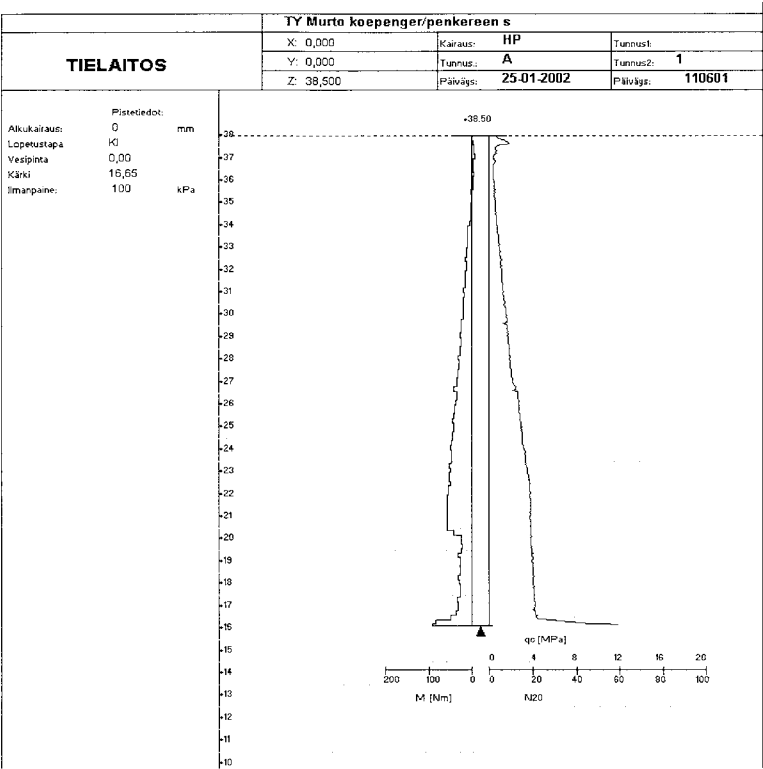 TY Murto koepenger/penkereen s
TIELAITOS
X: 0,000 Kairaus: HP Tunnus1:
Y: 0,000 Tunnus.: A Tunnus2: 1
Z: 38,500 Päiväys: 25-01-2002 Päiväys: 110601
Pistetiedot:
Alkukairaus: 0 mm
Lopetustapa KI
Vesipinta 0,00
Kärki 16,65
Ilmanpaine: 100 kPa
+38.50
+38
+37
+36
+35
+34
+33
+32
+31
+30
+29
+28
+27
+26
+25
+24
+23
+22
+21
+20
+19
+18
+17
+16
+15
+14
+13
+12
+11
+10
qc [MPa]
0 4 8 12 16 20
200 100 0 0 20 40 60 80 100
M [Nm] N20